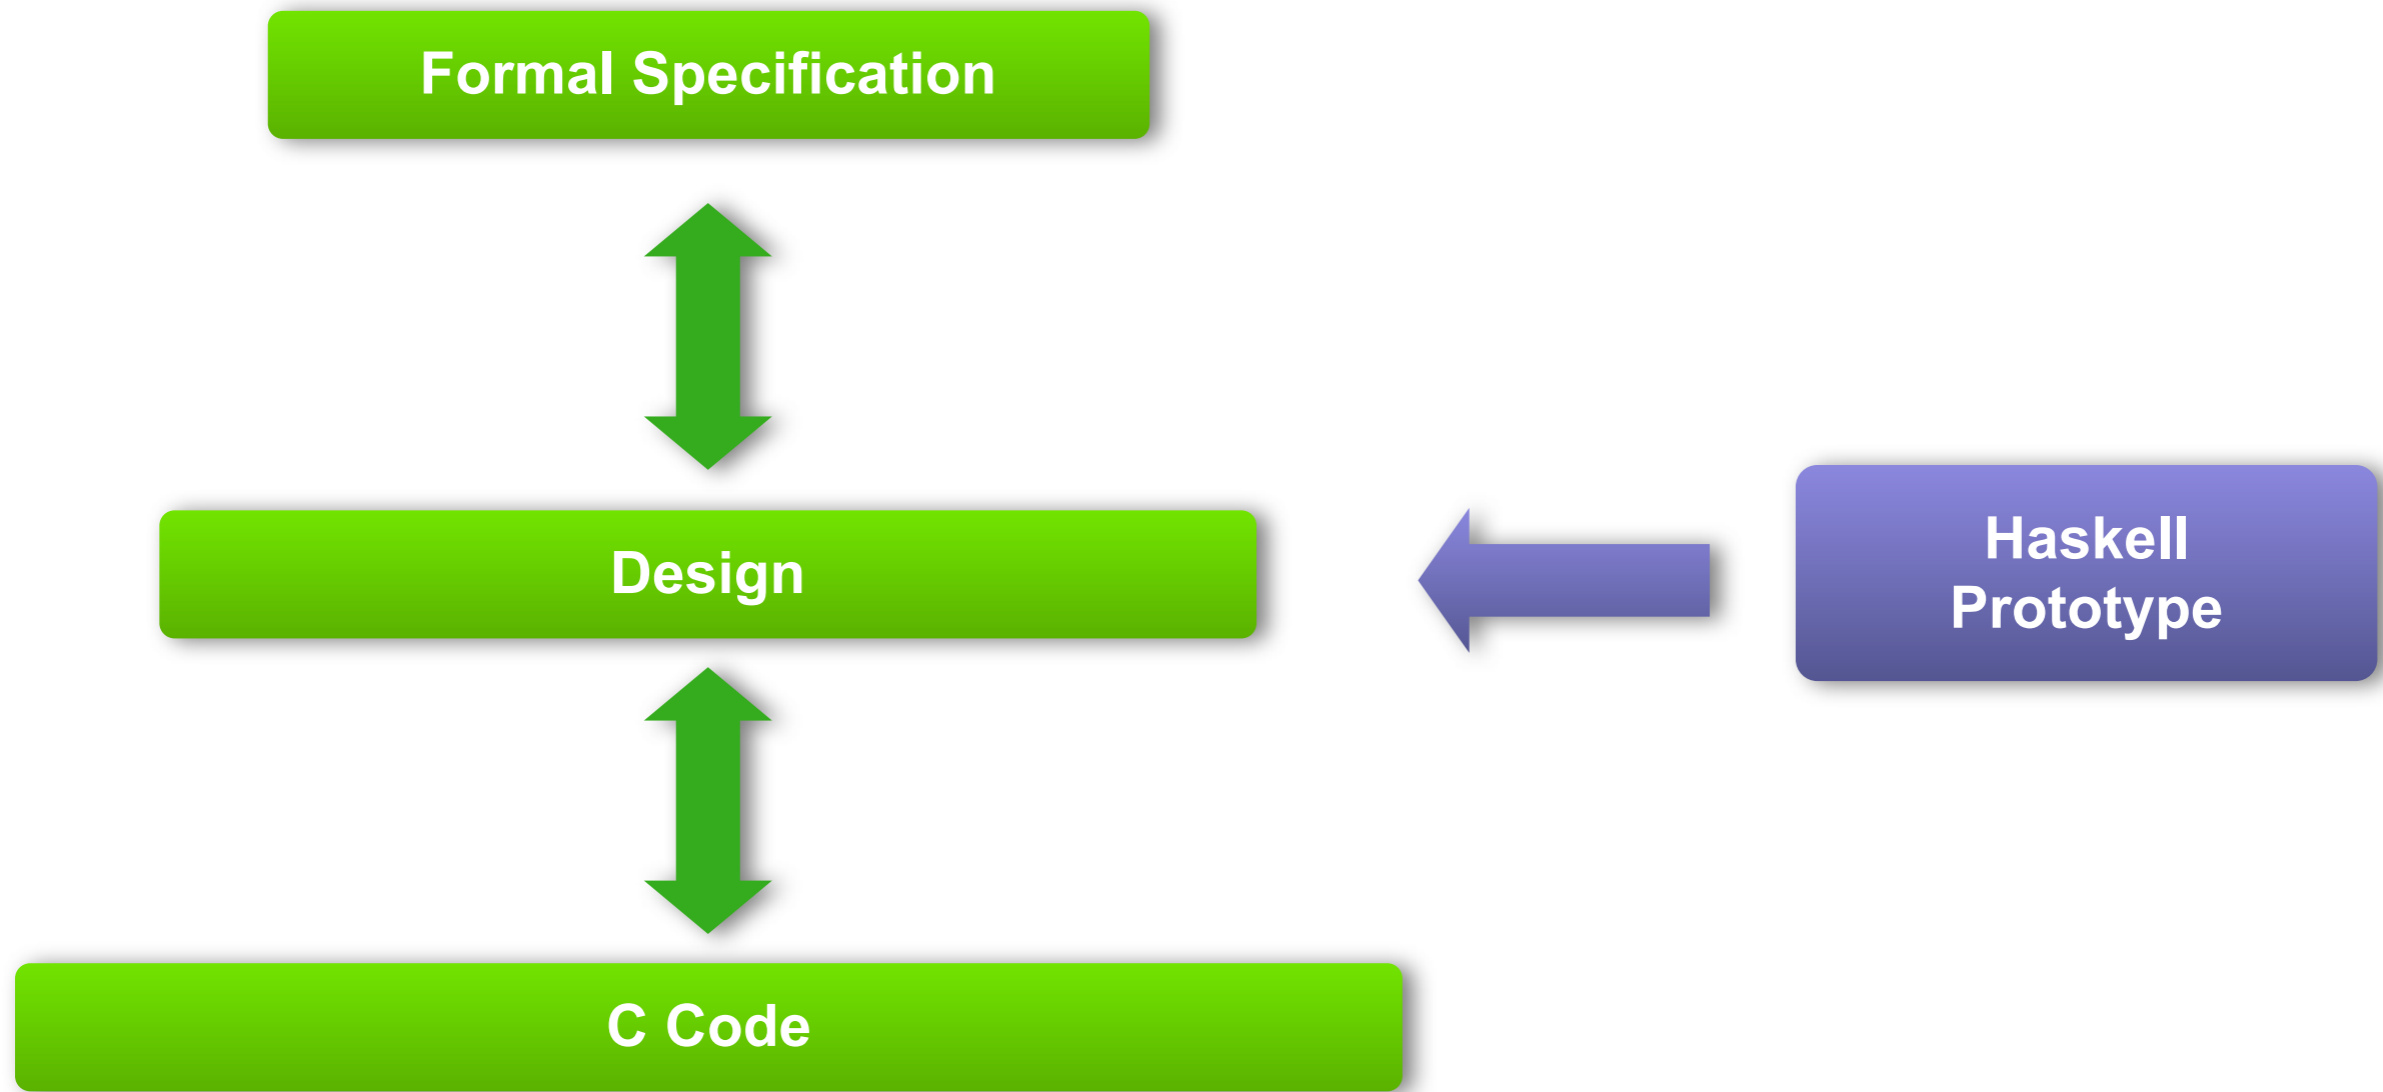 Formal Specification
Design
Haskell
Prototype
C Code